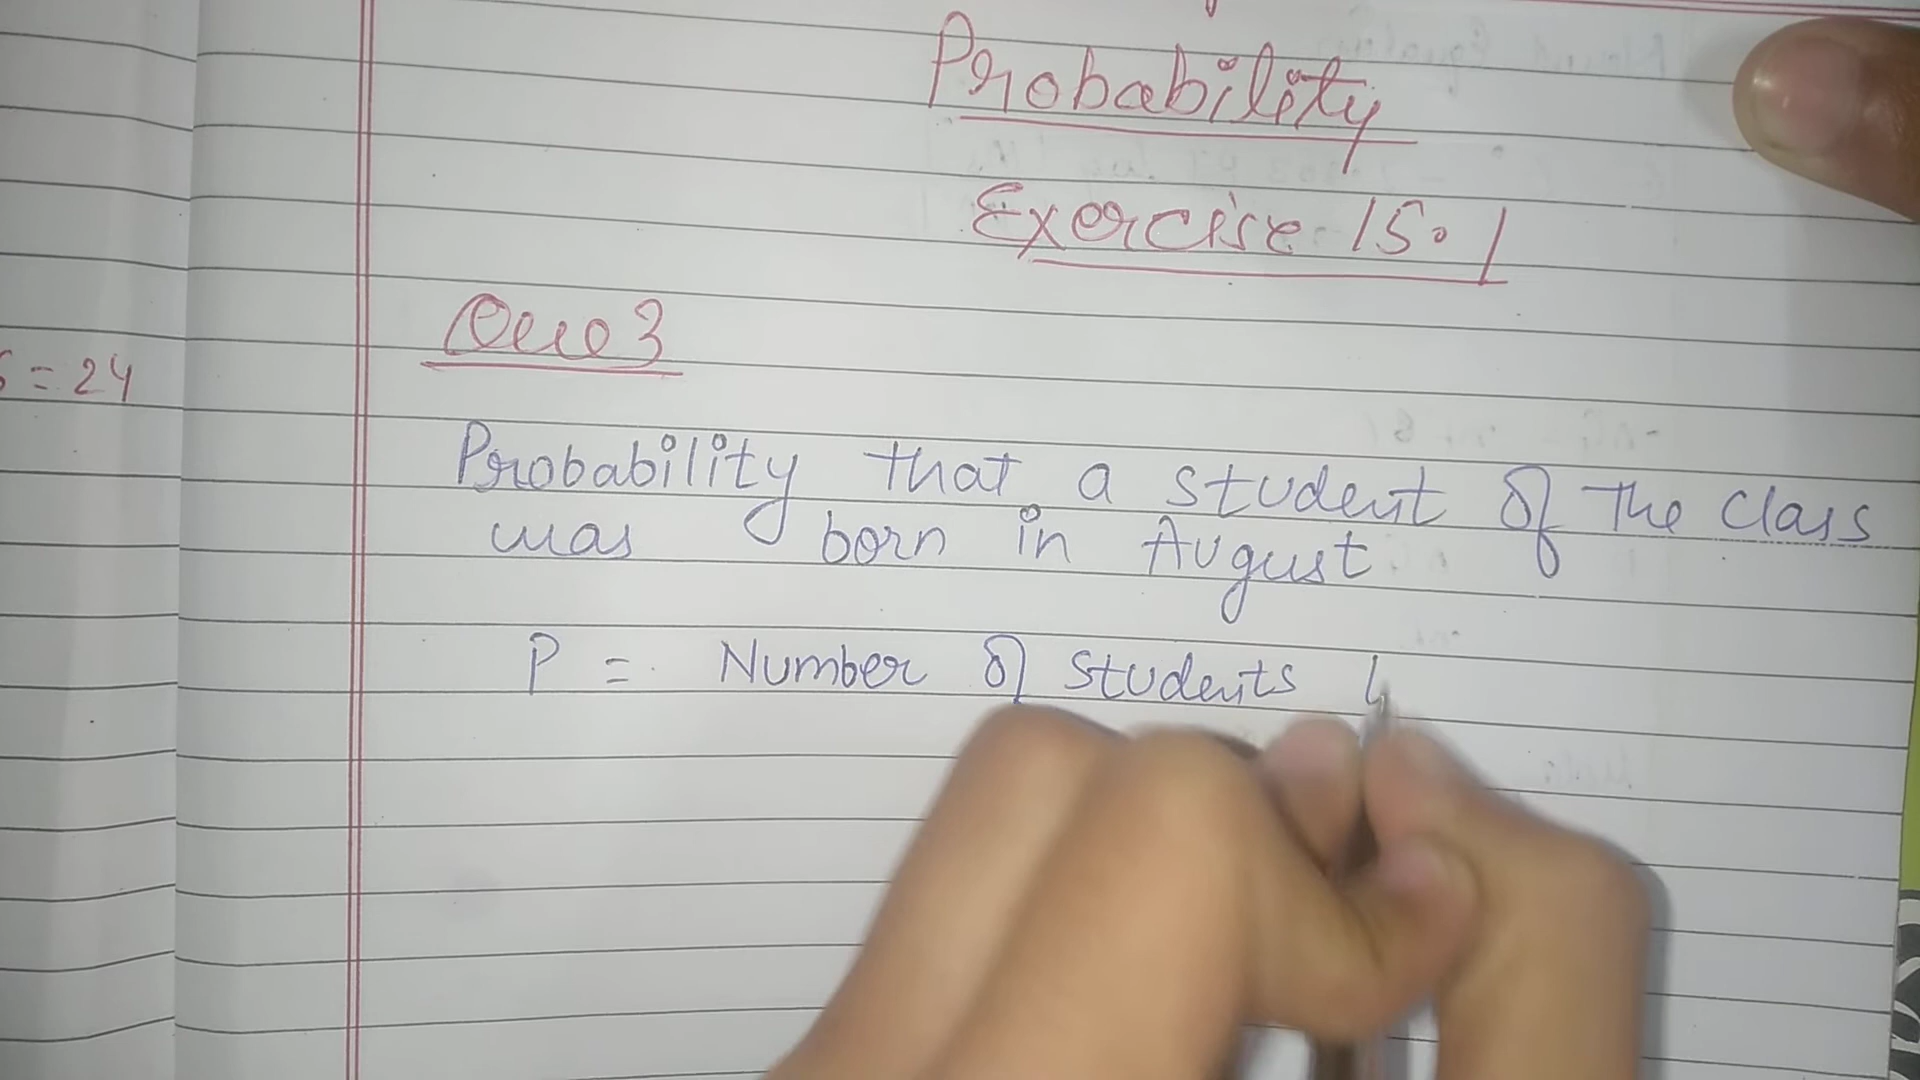 Probability
Exercise 15.1
Que 3
= 24
Probability that a student of the class
was born in August.
P = Number of students